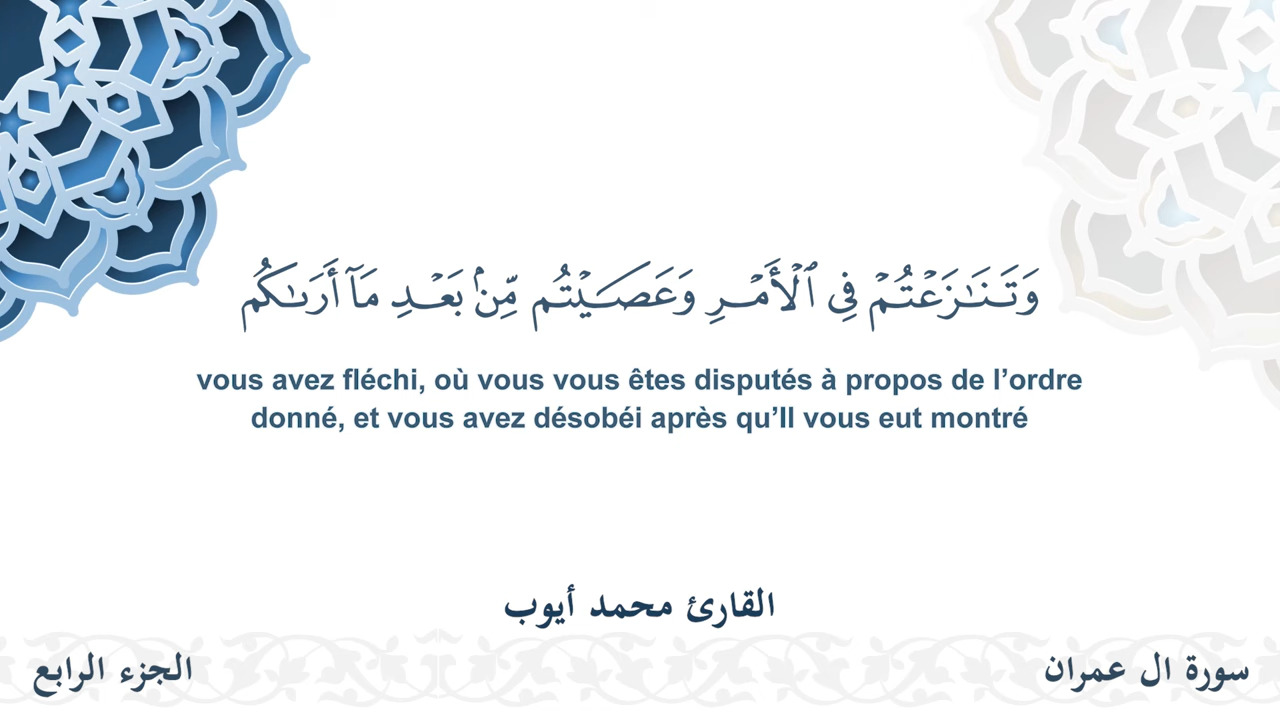 وَتَنَـٰزَعۡتُمۡ فِي ٱلۡأَمۡرِ وَعَصَيۡتُم مِّنۢ بَعۡدِ مَآ أَرَىٰكُم
vous avez fléchi, où vous vous êtes disputés à propos de l’ordre
donné, et vous avez désobéi après qu’Il vous eut montré
القارئ محمد أيوب
سورة ال عمران
الجزء الرابع